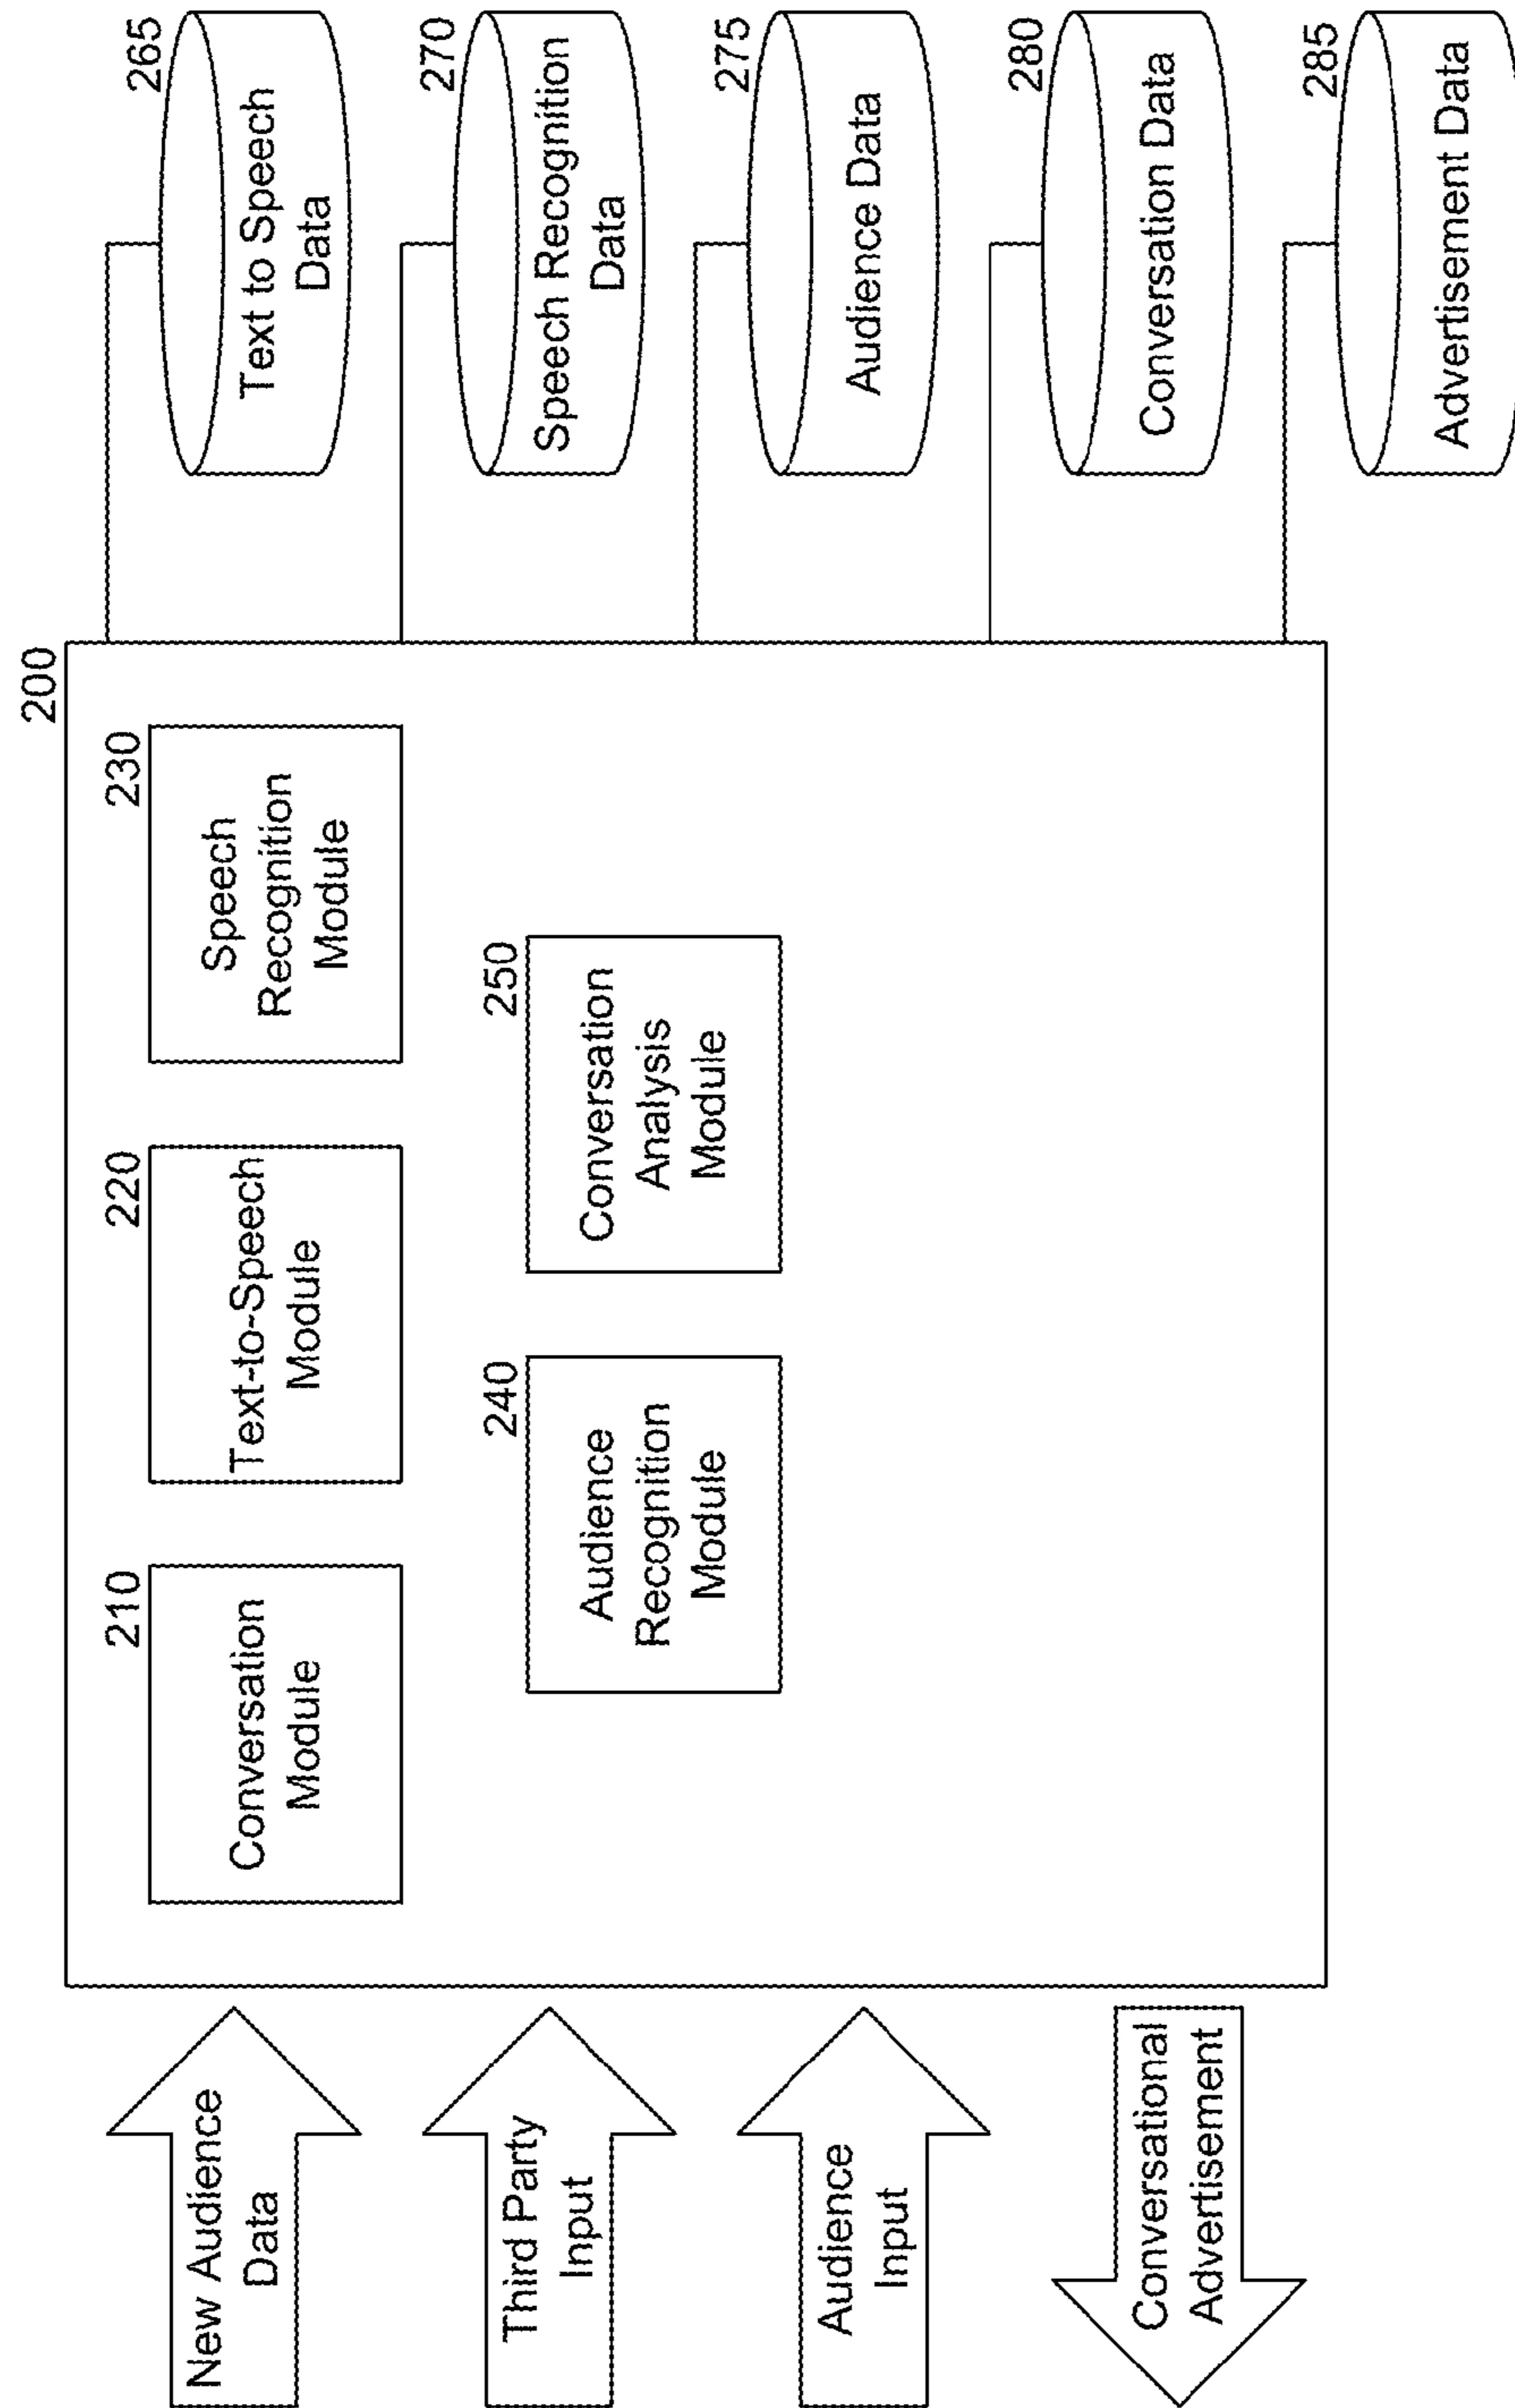 200
210
Conversation
Module
220
Text-to-Speech
Module
230
Speech
Recognition
Module
240
Audience
Recognition
Module
250
Conversation
Analysis
Module
New Audience
Data
Third Party
Input
Audience
Input
Conversational
Advertisement
265
Text to Speech
Data
270
Speech Recognition
Data
275
Audience Data
280
Conversation Data
285
Advertisement Data